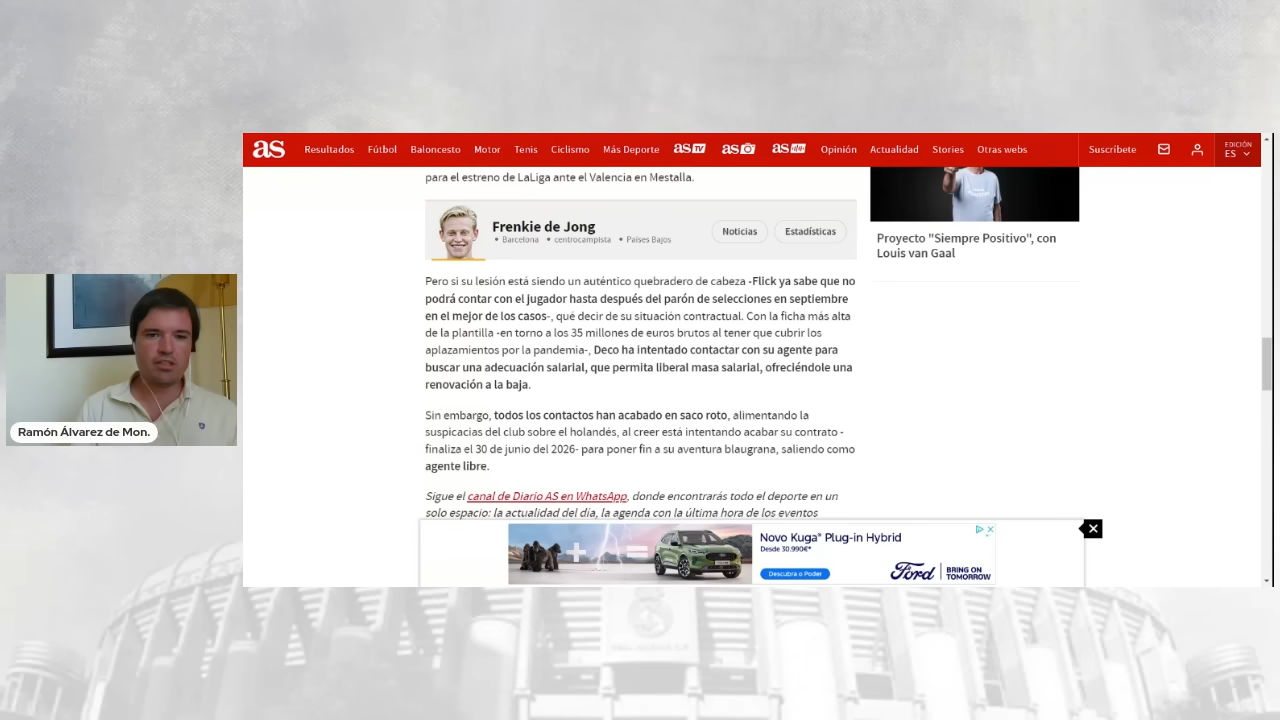 as Resultados Fútbol Baloncesto Motor Tenis Ciclismo Más Deporte as TV as as Opinión Actualidad Stories Otras webs Suscríbete EDICIÓN ES
para el estreno de LaLiga ante el Valencia en Mestalla.
Frenkie de Jong
• Barcelona • centrocampista • Países Bajos
Noticias Estadísticas
Pero si su lesión está siendo un auténtico quebradero de cabeza -Flick ya sabe que no
podrá contar con el jugador hasta después del parón de selecciones en septiembre
en el mejor de los casos-, qué decir de su situación contractual. Con la ficha más alta
de la plantilla -en torno a los 35 millones de euros brutos al tener que cubrir los
aplazamientos por la pandemia-, Deco ha intentado contactar con su agente para
buscar una adecuación salarial, que permita liberal masa salarial, ofreciéndole una
renovación a la baja.
Sin embargo, todos los contactos han acabado en saco roto, alimentando la
suspicacias del club sobre el holandés, al creer está intentando acabar su contrato -
finaliza el 30 de junio del 2026- para poner fin a su aventura blaugrana, saliendo como
agente libre.
Sigue el canal de Diario AS en WhatsApp, donde encontrarás todo el deporte en un
solo espacio: la actualidad del día, la agenda con la última hora de los eventos
Proyecto "Siempre Positivo", con
Louis van Gaal
Ramón Álvarez de Mon.
Novo Kuga® Plug-in Hybrid
Desde 30.990€*
Descubra o Poder
Ford
BRING ON
TOMORROW